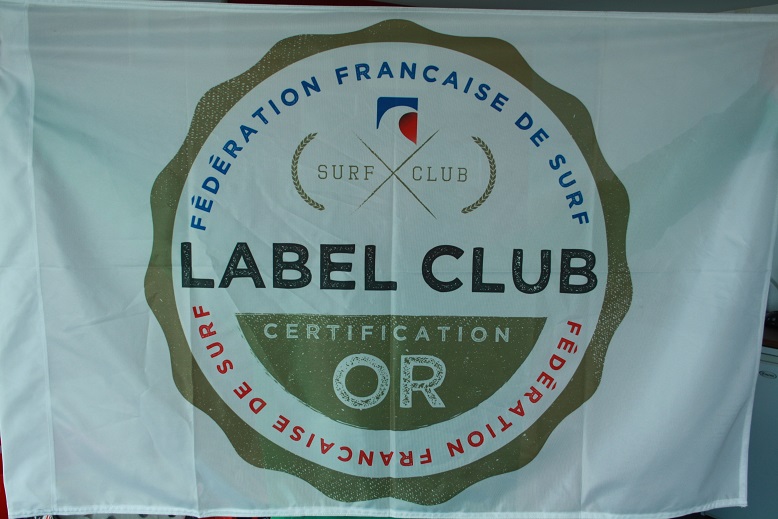 FÉDÉRATION FRANCAISE DE SURF
SURF CLUB
LABEL CLUB
CERTIFICATION
OR
FÉDÉRATION FRANCAISE DE SURF